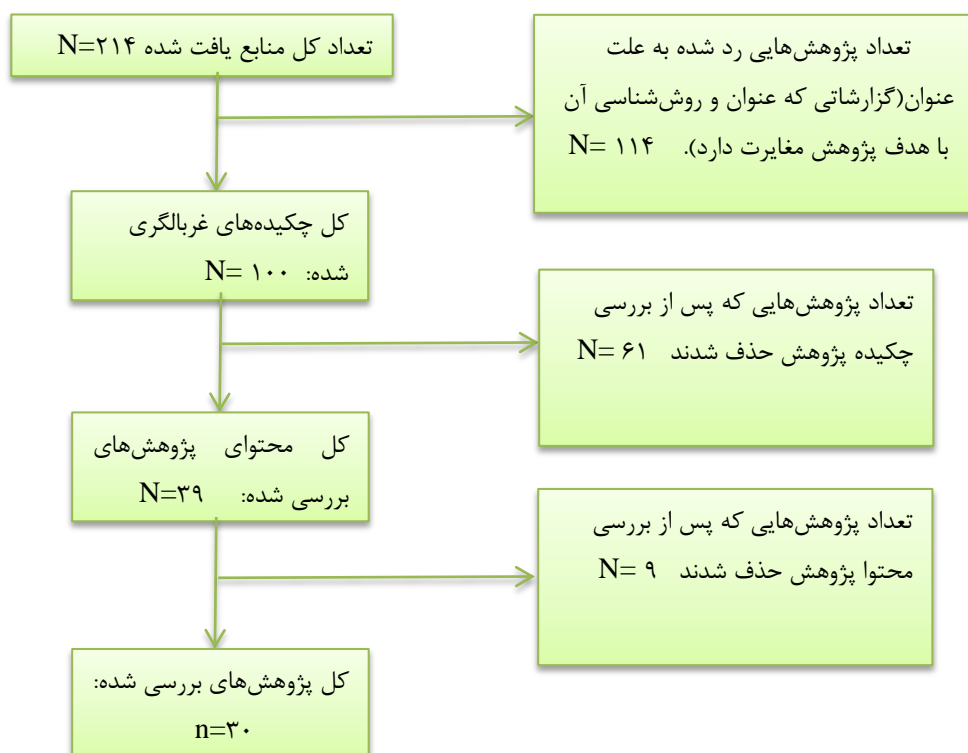 تعداد کل منابع یافت شده N=۲۱۴
تعداد پژوهش‌هایی رد شده به علت
عنوان(گزارشاتی که عنوان و روش‌شناسی آن
با هدف پژوهش مغایرت دارد). N= ۱۱۴
کل چکیده‌های غربالگری
شده: N= ۱۰۰
تعداد پژوهش‌هایی که پس از بررسی
چکیده پژوهش حذف شدند N= ۶۱
کل محتوای پژوهش‌های
بررسی شده: N=۳۹
تعداد پژوهش‌هایی که پس از بررسی
محتوا پژوهش حذف شدند N= ۹
کل پژوهش‌های بررسی شده:
n=۳۰